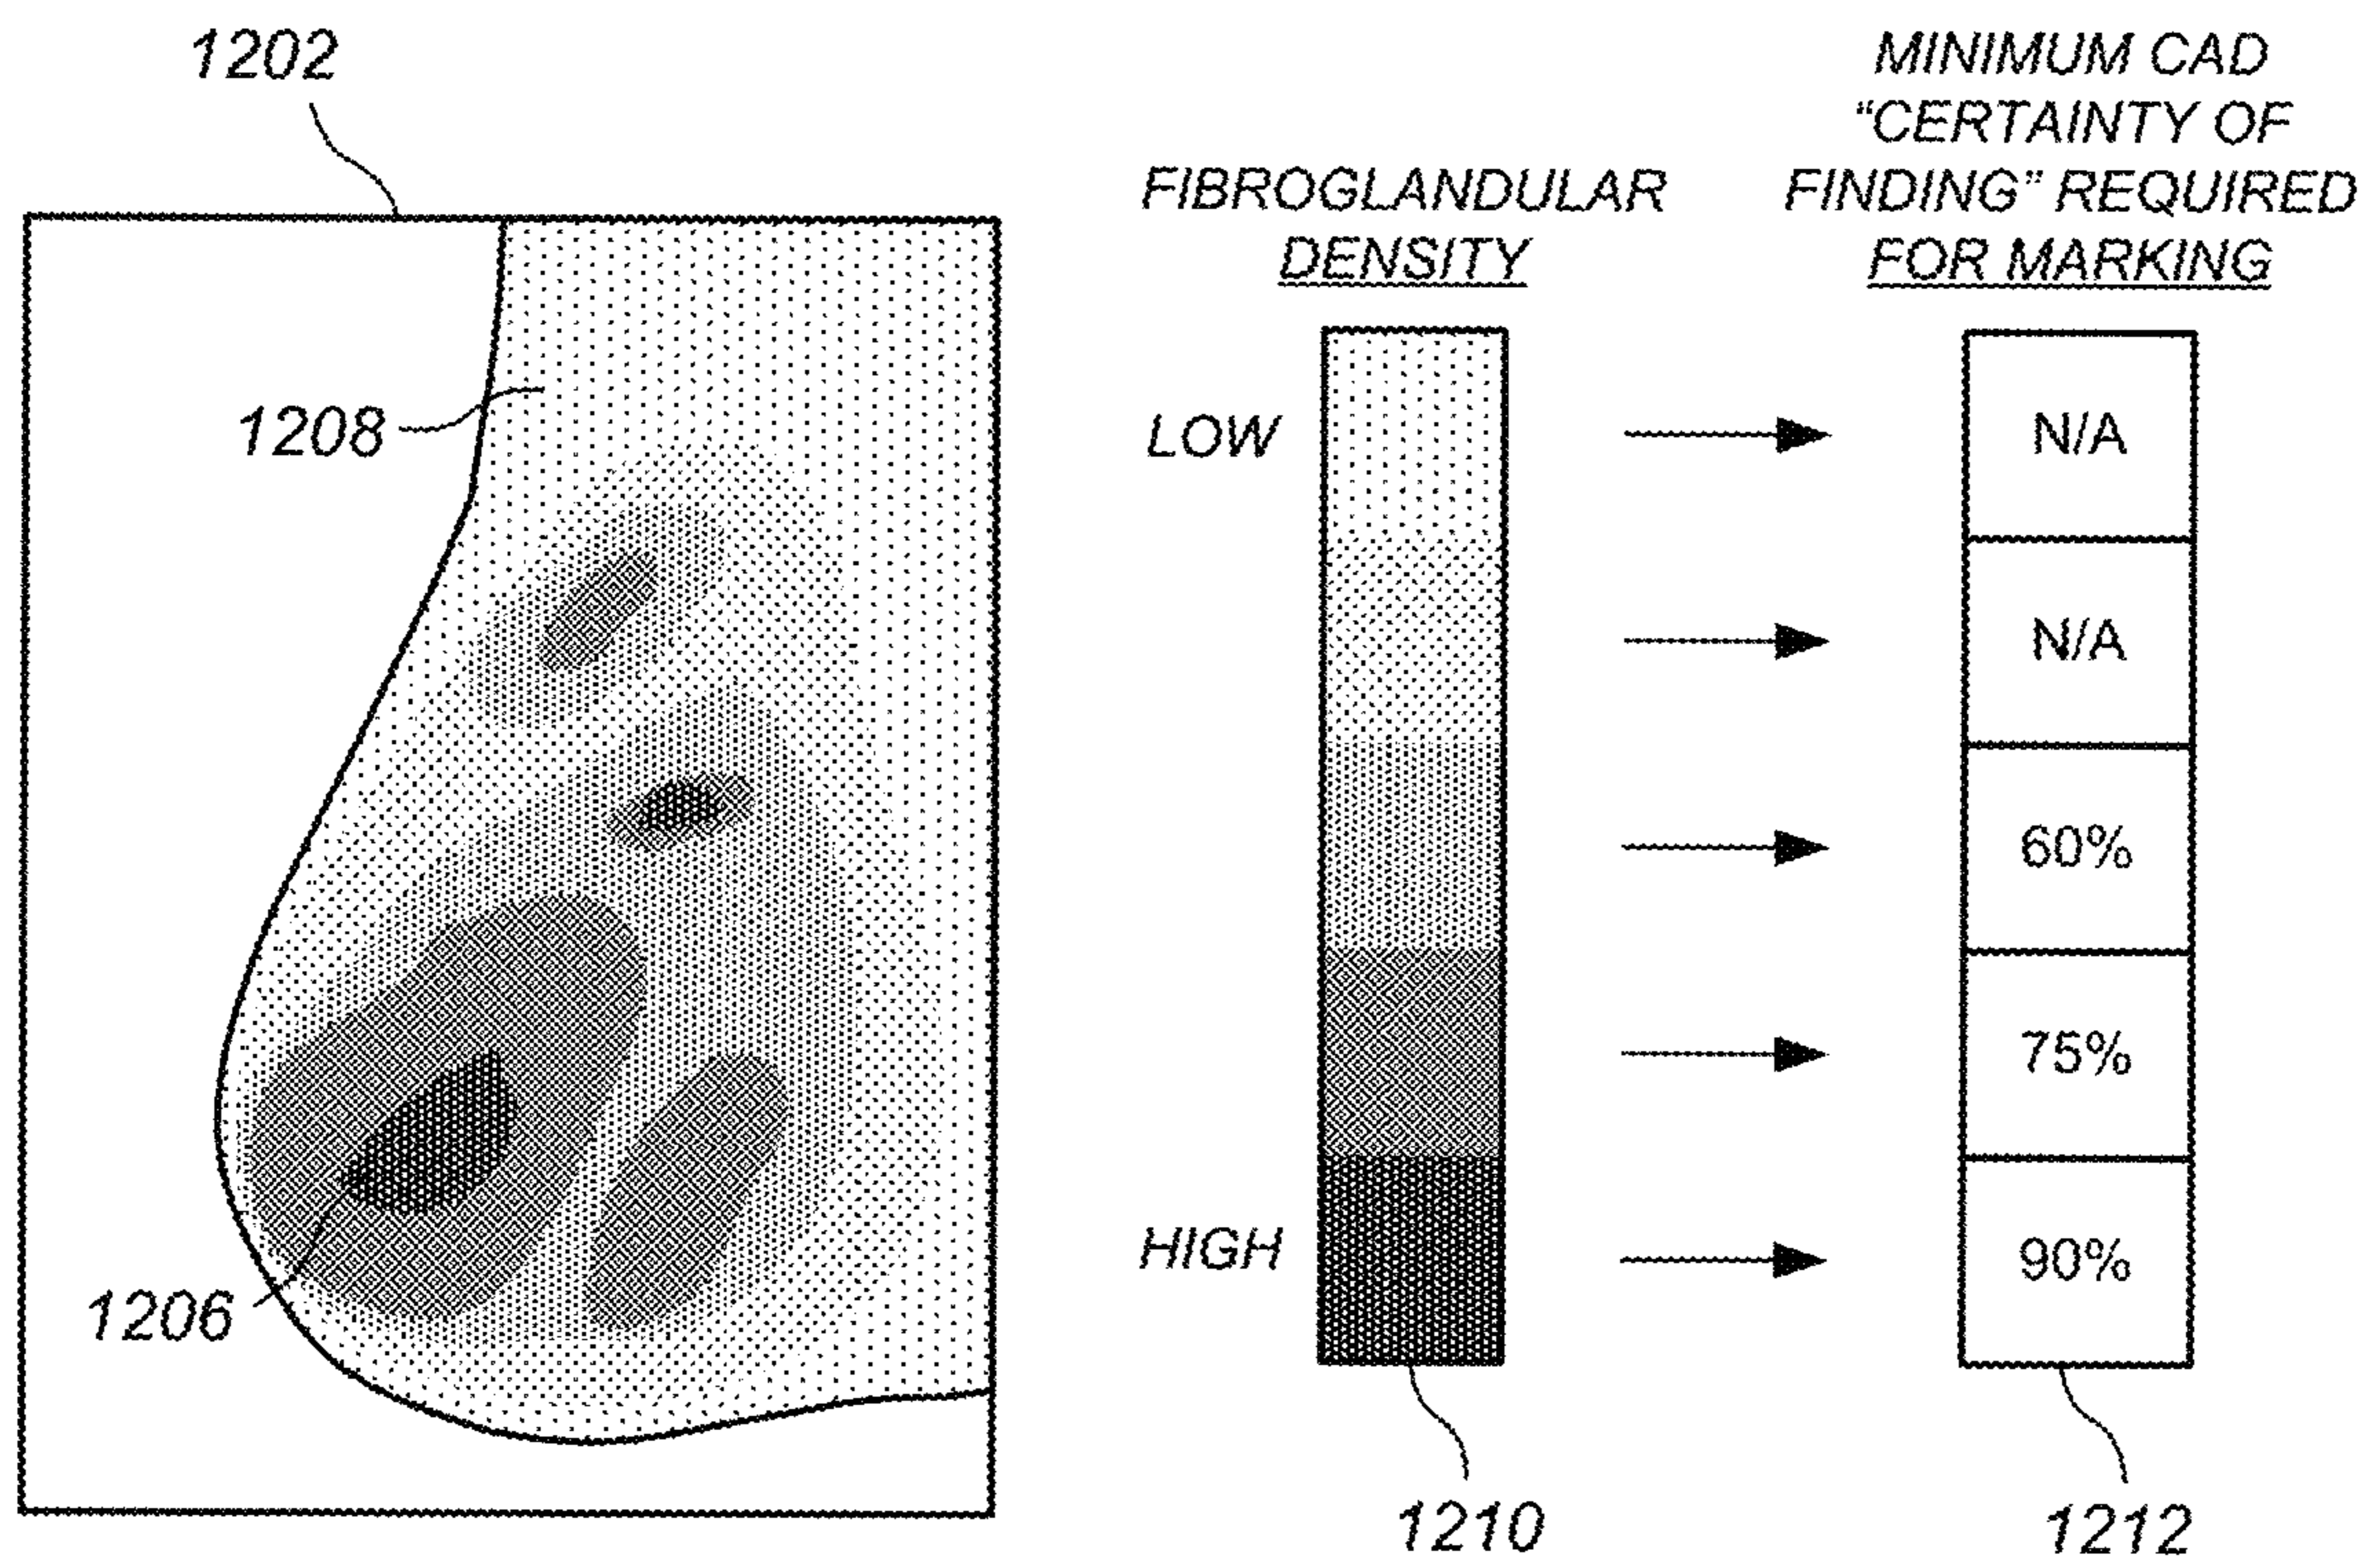 1202
MINIMUM CAD
“CERTAINTY OF
FINDING” REQUIRED
FOR MARKING
FIBROGLANDULAR
DENSITY
1208
LOW
N/A
N/A
60%
75%
HIGH
90%
1206
1210
1212